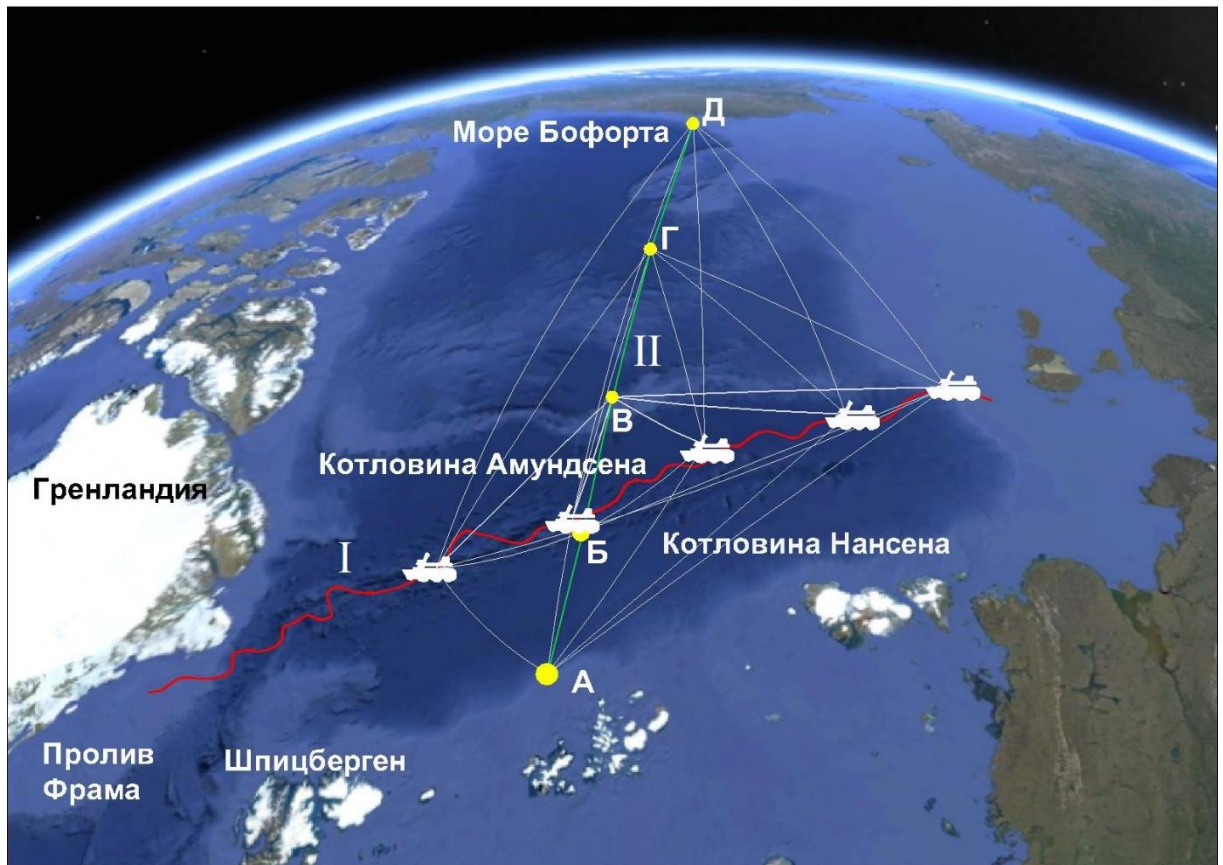 Д
Море Бофорта
Г
II
В
Котловина Амундсена
Гренландия
Котловина Нансена
Б
I
А
Пролив
Фрама
Шпицберген